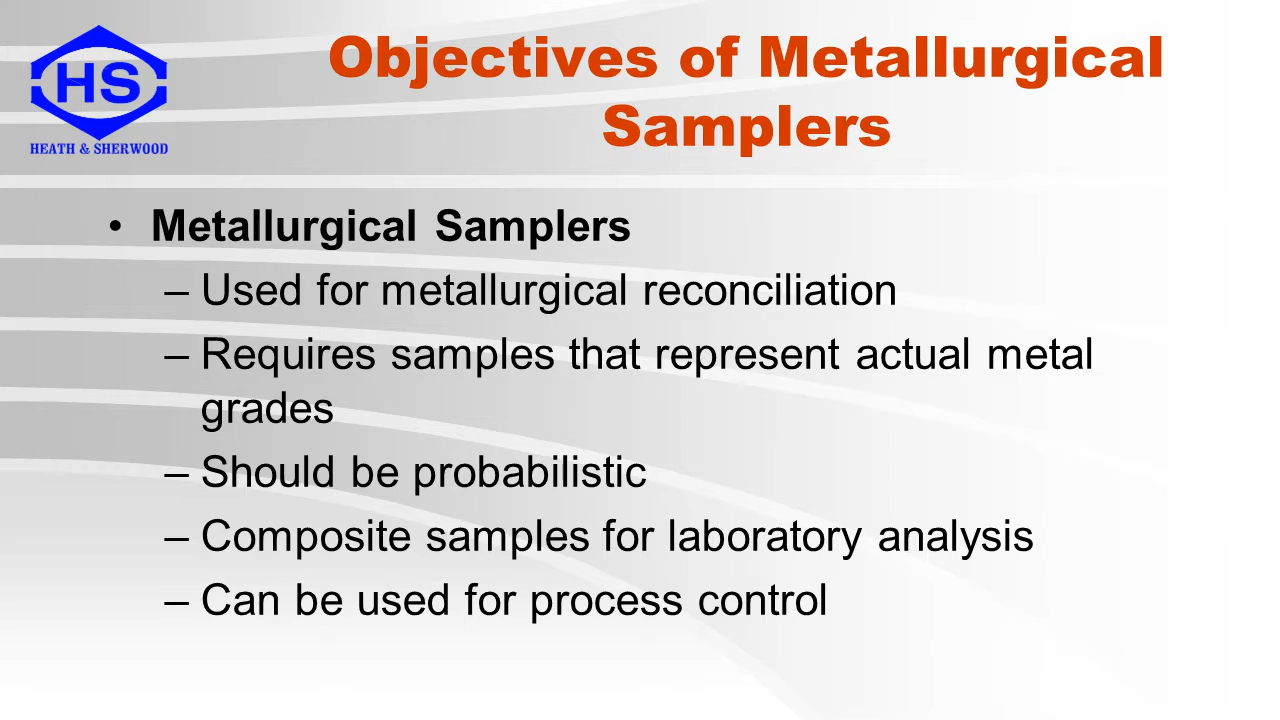 HS
HEATH & SHERWOOD
Objectives of Metallurgical
Samplers
• Metallurgical Samplers
– Used for metallurgical reconciliation
– Requires samples that represent actual metal
grades
– Should be probabilistic
– Composite samples for laboratory analysis
– Can be used for process control